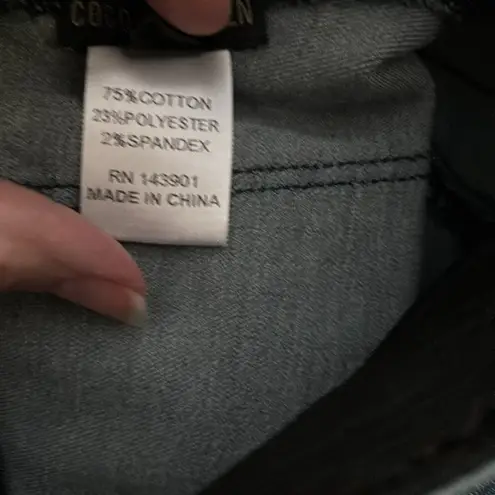 75%COTTON
23%POLYESTER
2%SPANDEX
RN 143901
MADE IN CHINA